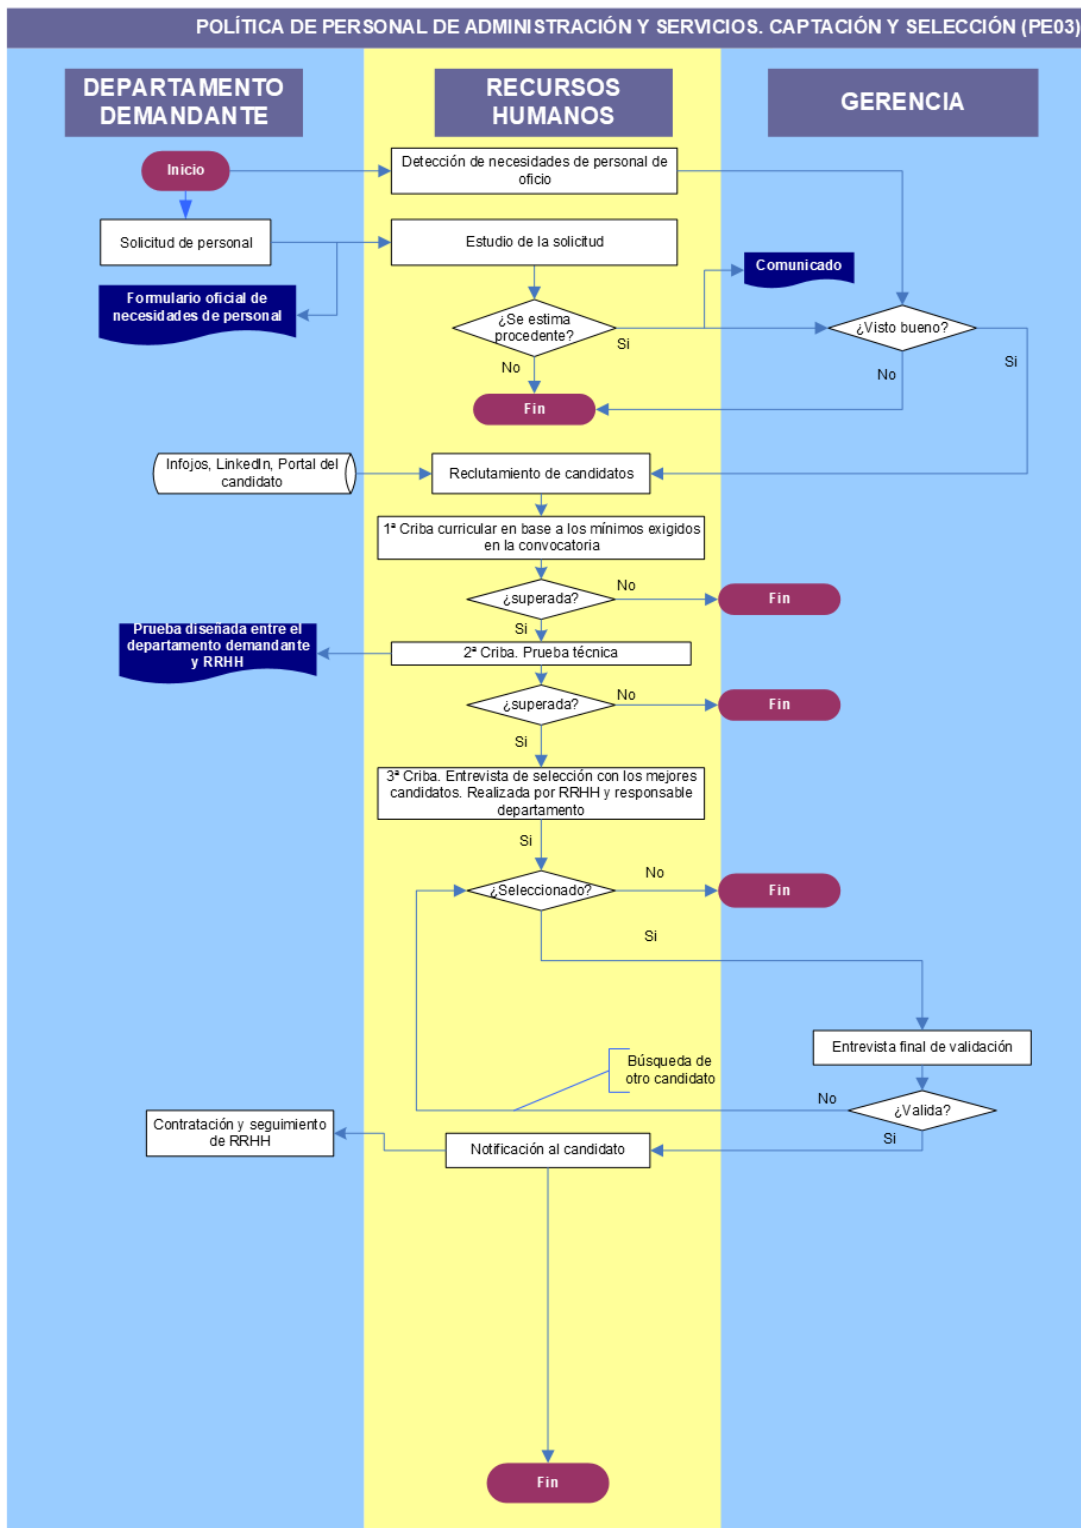 POLÍTICA DE PERSONAL DE ADMINISTRACIÓN Y SERVICIOS. CAPTACIÓN Y SELECCIÓN (PE03)
DEPARTAMENTO
DEMANDANTE
RECURSOS
HUMANOS
GERENCIA
Inicio
Detección de necesidades de personal de
oficio
Solicitud de personal
Estudio de la solicitud
Comunicado
Formulario oficial de
necesidades de personal
¿Se estima
procedente?
Si
¿Visto bueno?
Si
No
No
Fin
Infojos, LinkedIn, Portal del
candidato
Reclutamiento de candidatos
1ª Criba curricular en base a los mínimos exigidos
en la convocatoria
¿superada?
No
Fin
Si
Prueba diseñada entre el
departamento demandante
y RRHH
2ª Criba. Prueba técnica
¿superada?
No
Fin
Si
3ª Criba. Entrevista de selección con los mejores
candidatos. Realizada por RRHH y responsable
departamento
Si
¿Seleccionado?
No
Fin
Si
Entrevista final de validación
Búsqueda de
otro candidato
No
¿Valida?
Si
Contratación y seguimiento
de RRHH
Notificación al candidato
Fin